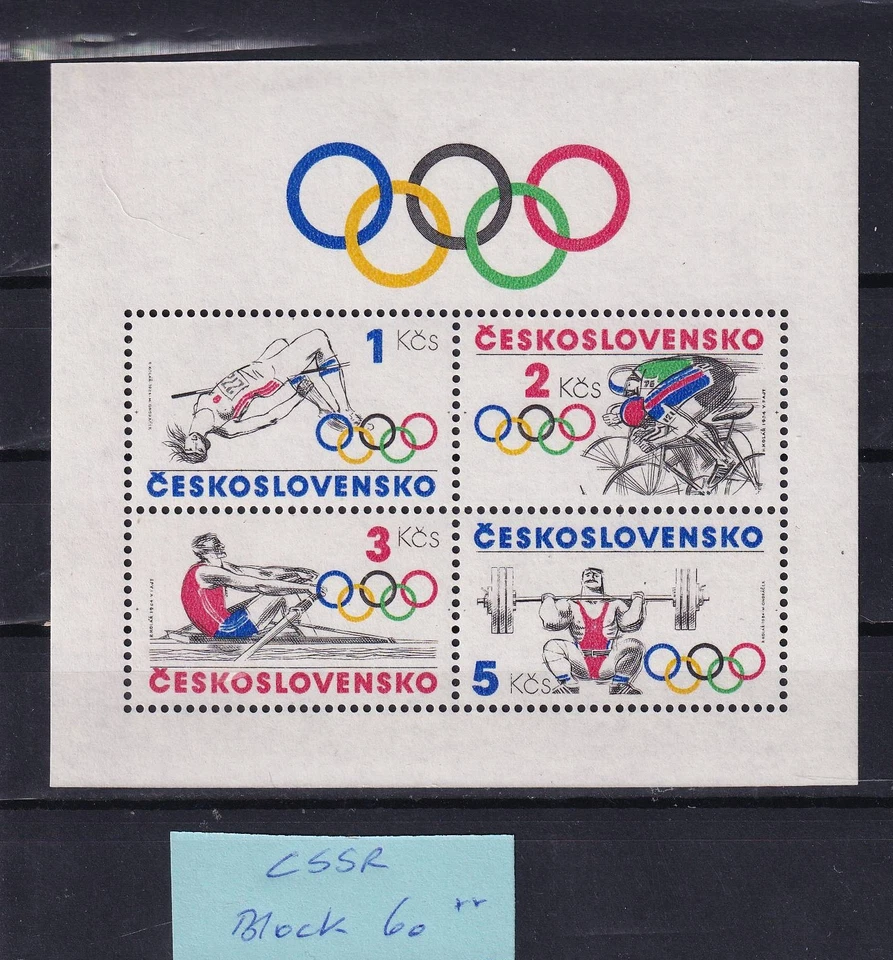 1 Kčs
ČESKOSLOVENSKO
ČESKOSLOVENSKO
2 Kčs
3 Kčs
ČESKOSLOVENSKO
ČESKOSLOVENSKO
5 Kčs
CSSR
Block 60 **